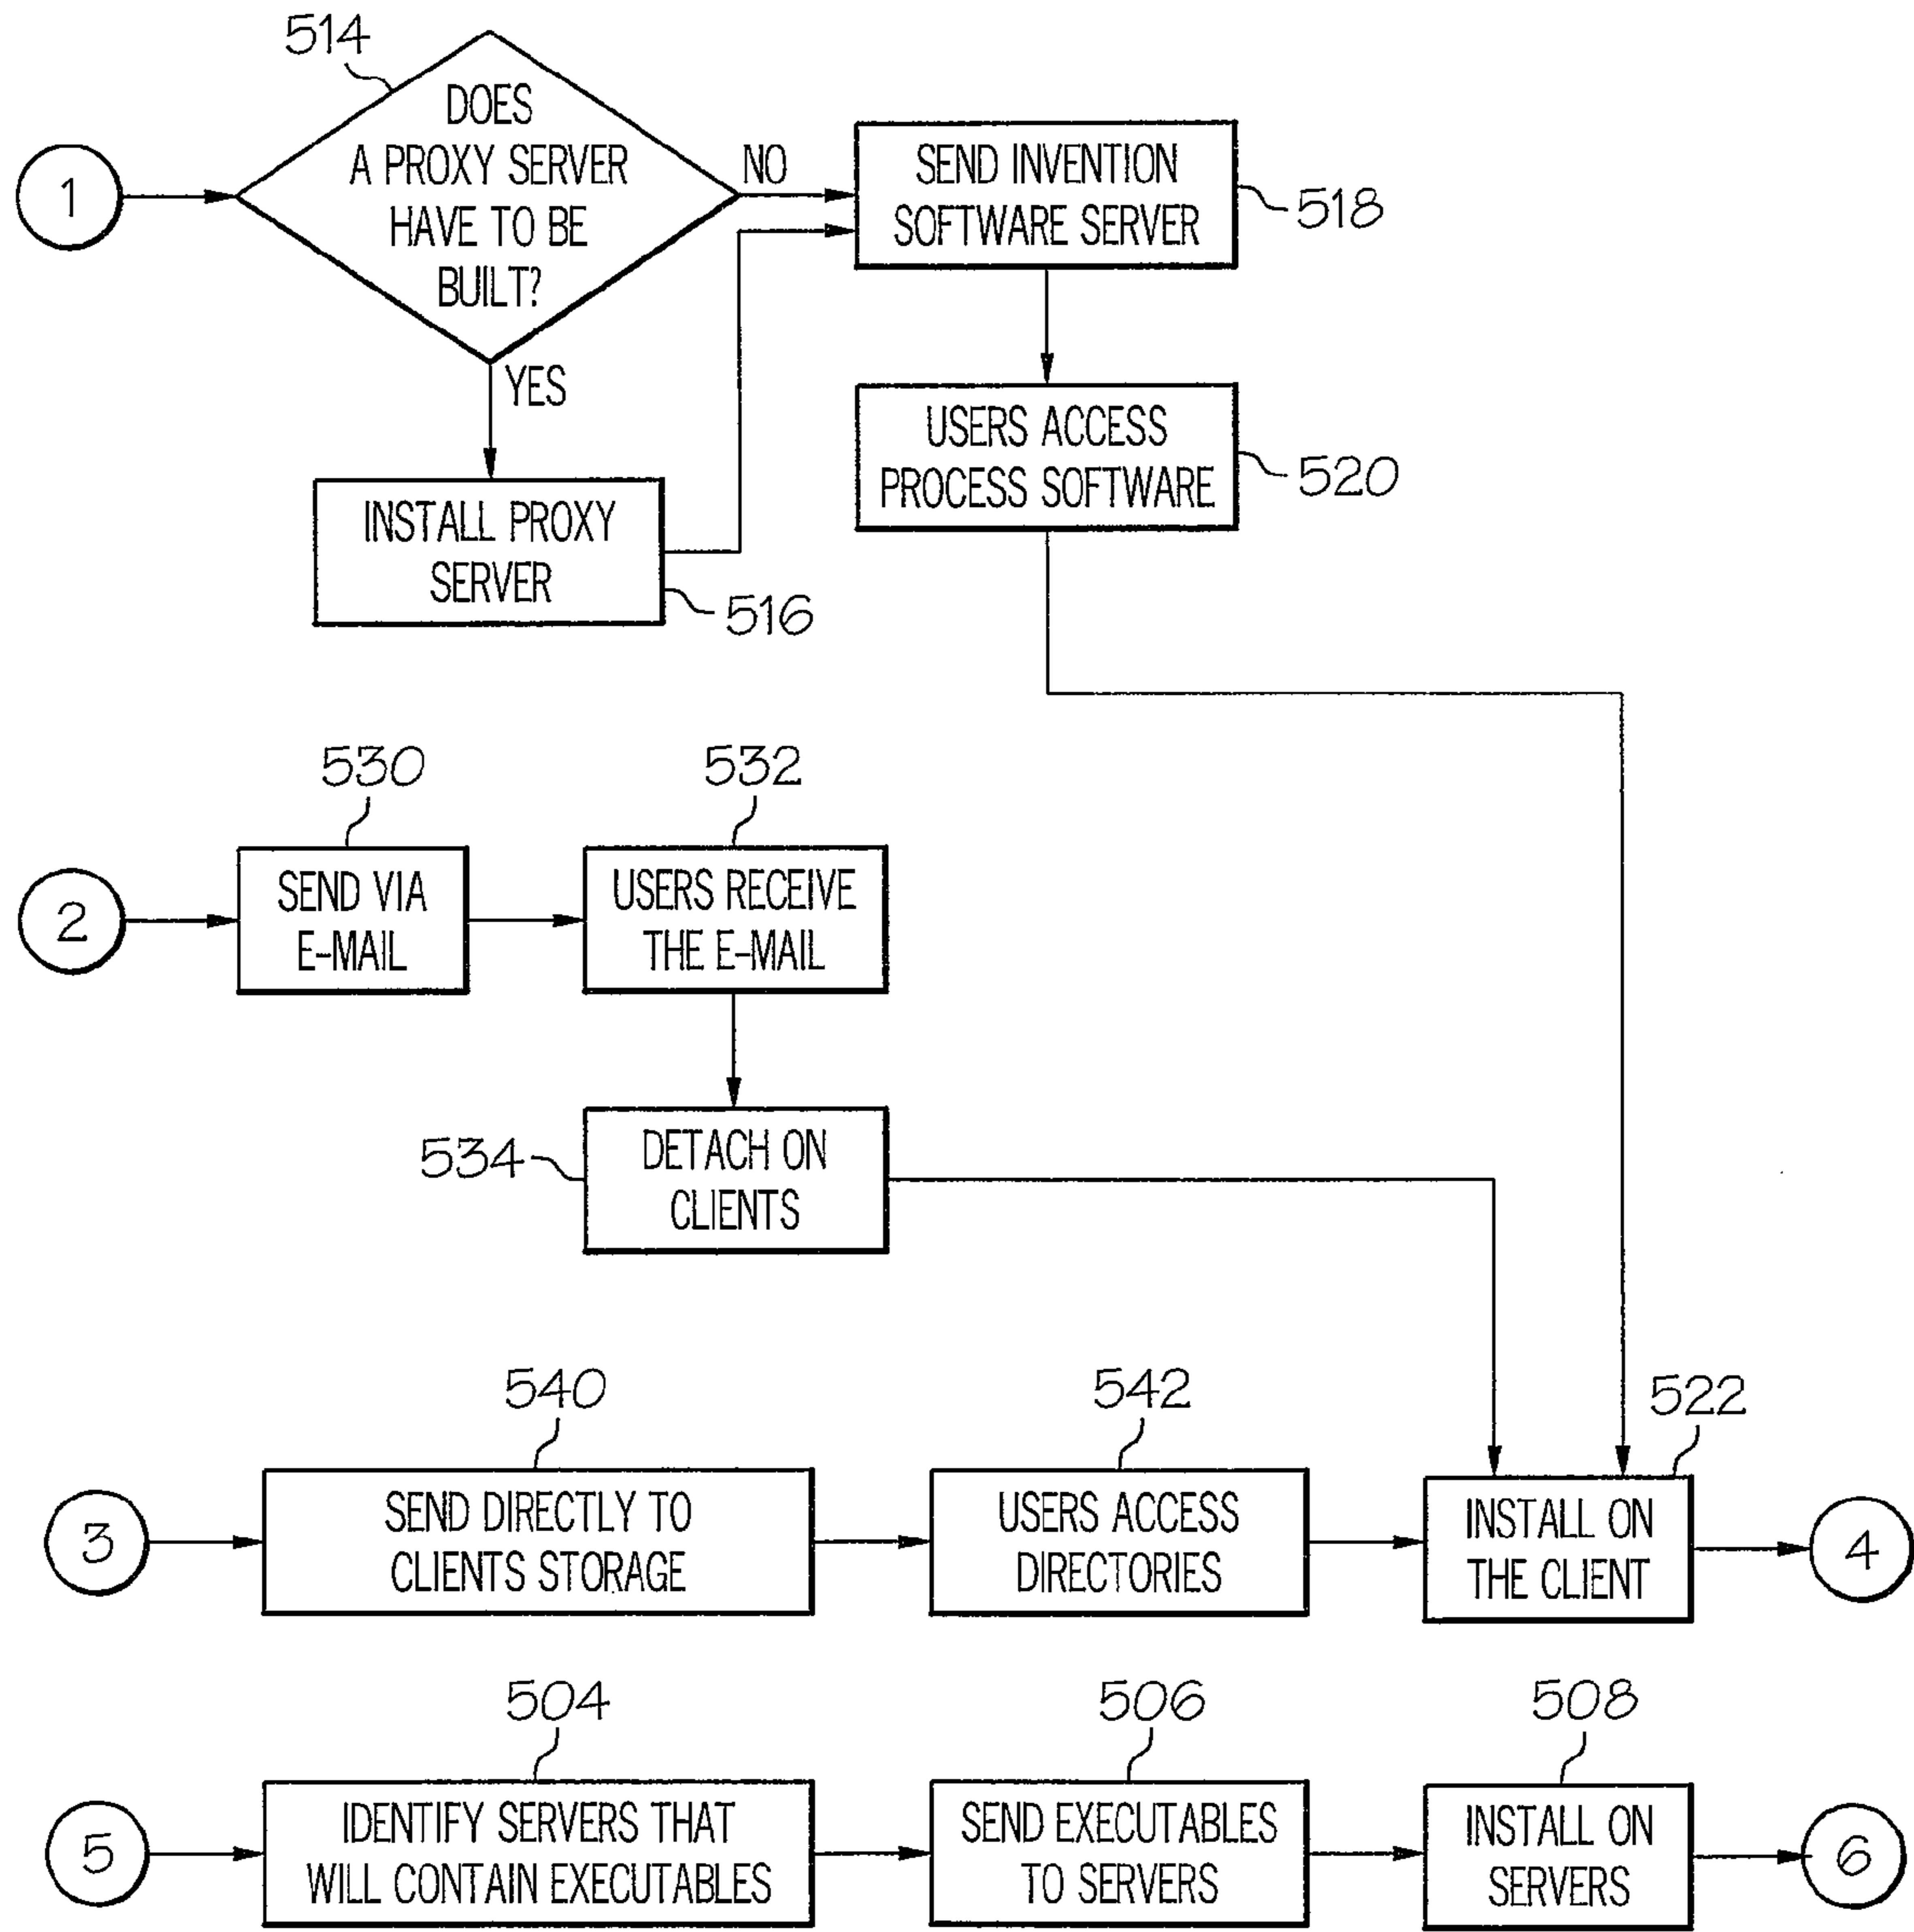 514
DOES
A PROXY SERVER
HAVE TO BE
BUILT?
1
NO
YES
SEND INVENTION
SOFTWARE SERVER
518
USERS ACCESS
PROCESS SOFTWARE
520
INSTALL PROXY
SERVER
516
530
532
2
SEND VIA
E-MAIL
USERS RECEIVE
THE E-MAIL
534
DETACH ON
CLIENTS
540
542
522
3
SEND DIRECTLY TO
CLIENTS STORAGE
USERS ACCESS
DIRECTORIES
INSTALL ON
THE CLIENT
4
504
506
508
5
IDENTIFY SERVERS THAT
WILL CONTAIN EXECUTABLES
SEND EXECUTABLES
TO SERVERS
INSTALL ON
SERVERS
6